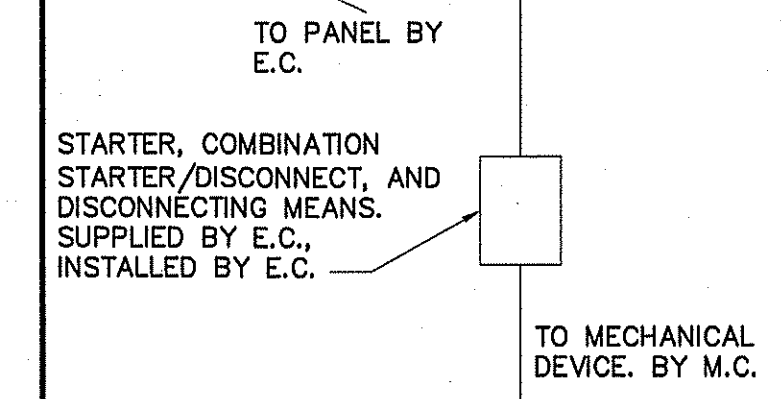 TO PANEL BY
E.C.
STARTER, COMBINATION
STARTER/DISCONNECT, AND
DISCONNECTING MEANS.
SUPPLIED BY E.C.,
INSTALLED BY E.C.
TO MECHANICAL
DEVICE. BY M.C.